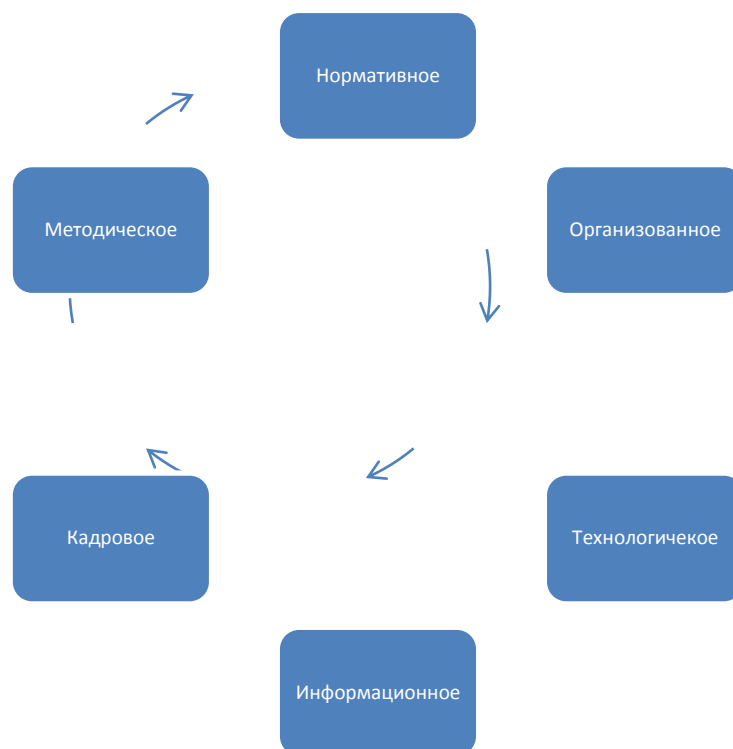 Нормативное
Организованное
Технологичекое
Информационное
Кадровое
Методическое